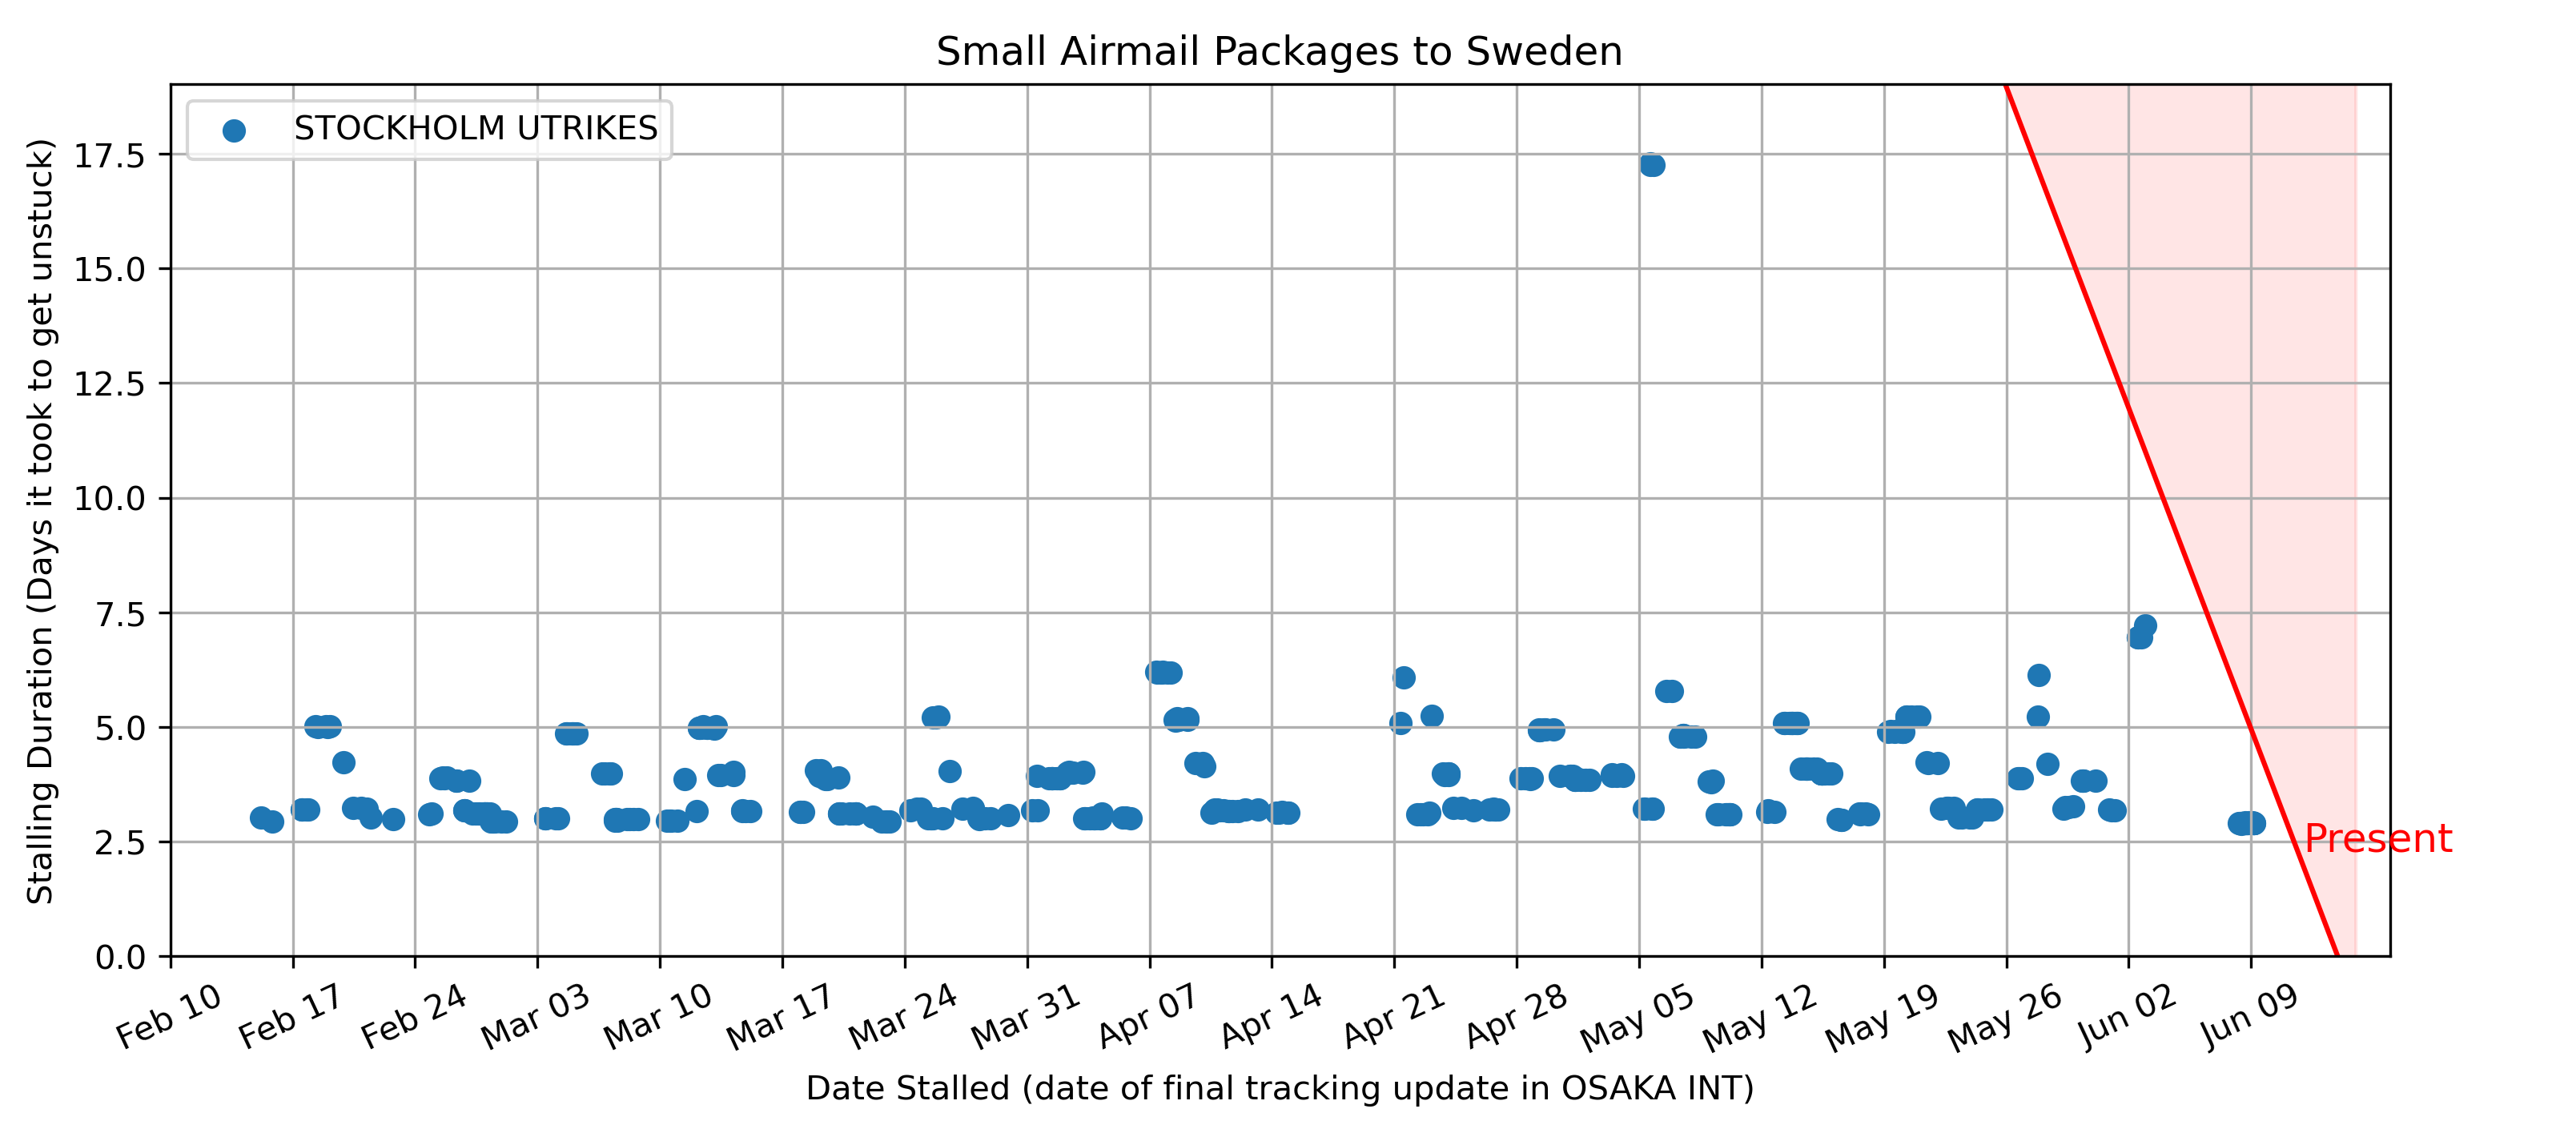 Small Airmail Packages to Sweden
STOCKHOLM UTRIKES
Stalling Duration (Days it took to get unstuck)
17.5
15.0
12.5
10.0
7.5
5.0
2.5
0.0
Present
Feb 10
Feb 17
Feb 24
Mar 03
Mar 10
Mar 17
Mar 24
Mar 31
Apr 07
Apr 14
Apr 21
Apr 28
May 05
May 12
May 19
May 26
Jun 02
Jun 09
Date Stalled (date of final tracking update in OSAKA INT)